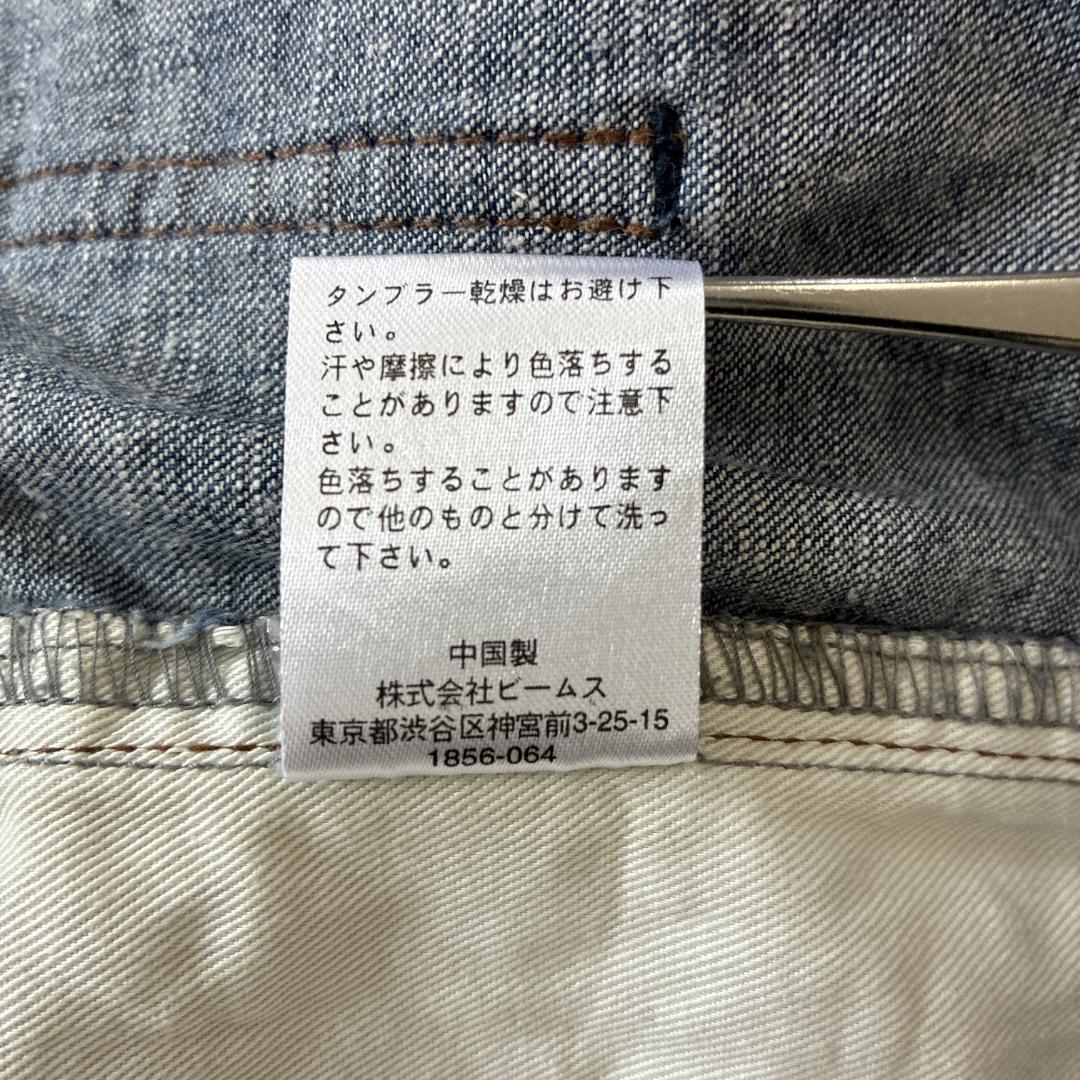 タンブラー乾燥はお避け下
さい。
汗や摩擦により色落ちする
ことがありますので注意下
さい。
色落ちすることがあります
ので他のものと分けて洗っ
て下さい。
中国製
株式会社ビームス
東京都渋谷区神宮前3-25-15
1856-064